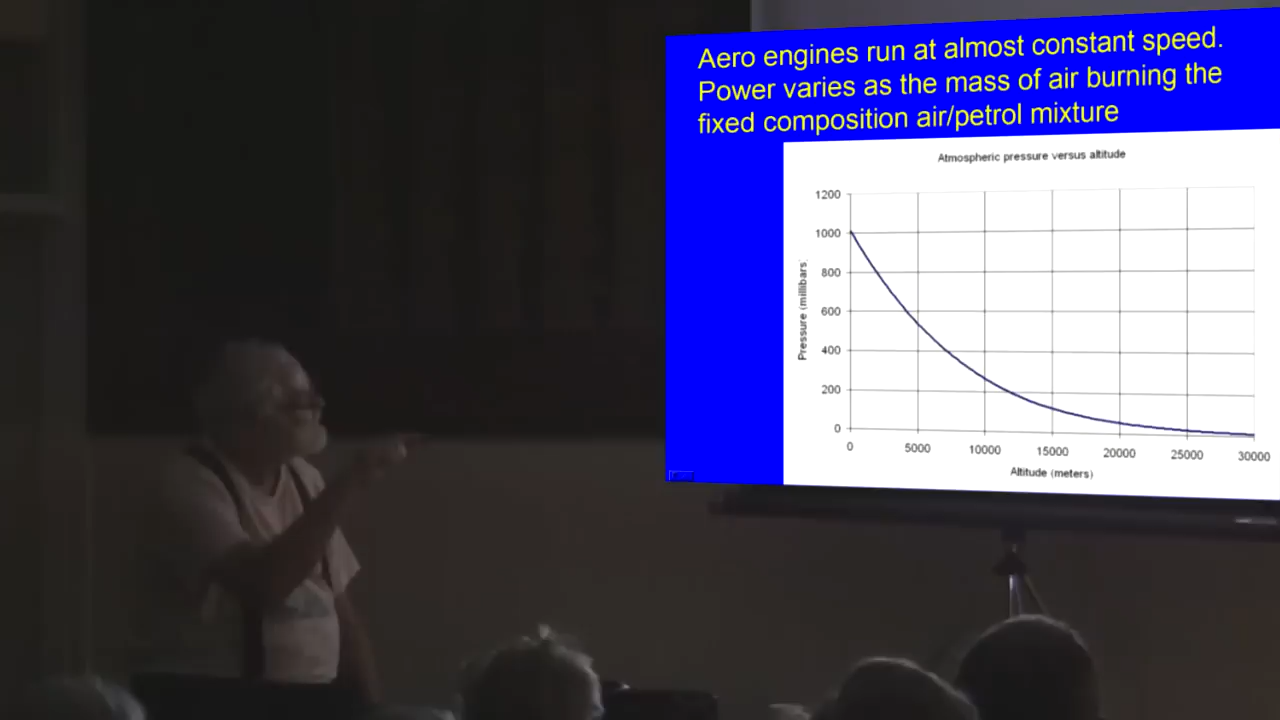 Aero engines run at almost constant speed.
Power varies as the mass of air burning the
fixed composition air/petrol mixture
Atmospheric pressure versus altitude
1200
1000
800
600
400
200
0
Pressure (millibars)
0 5000 10000 15000 20000 25000 30000
Altitude (meters)